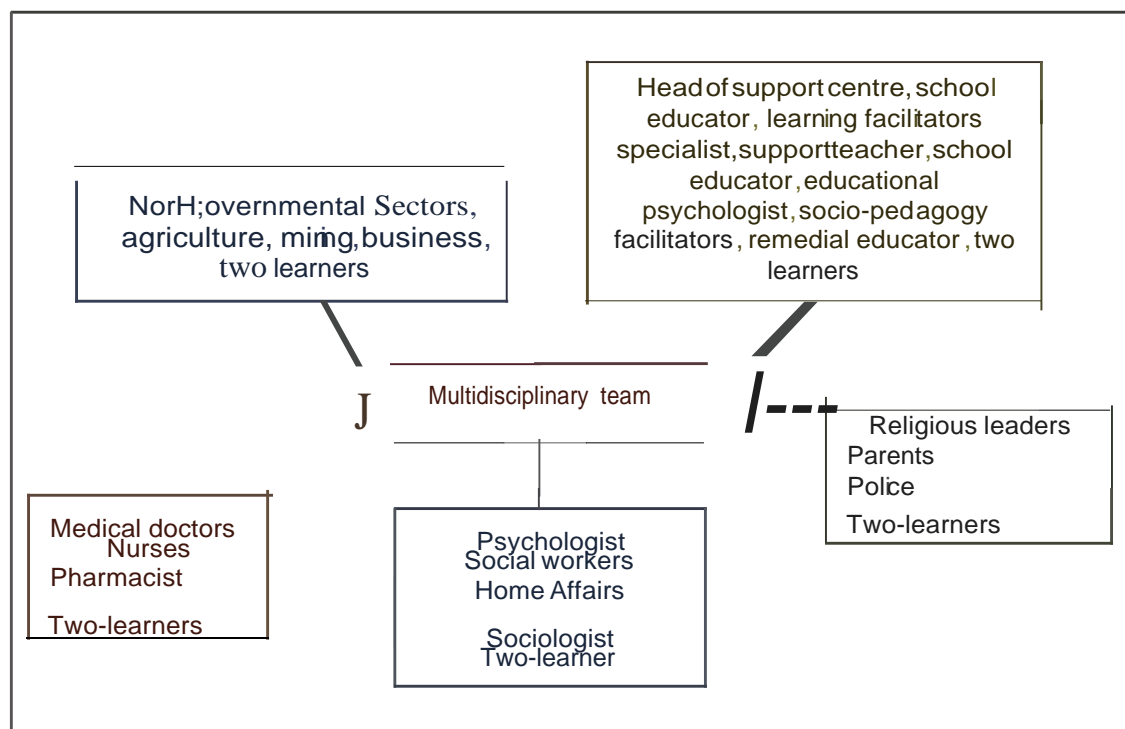 Head of support centre, school
educator, learning facilitators
specialist, support teacher, school
educator, educational
psychologist, socio-pedagogy
facilitators, remedial educator, two
learners
NorH;overnmental Sectors,
agriculture, mining, business,
two learners
Multidisciplinary team
J
Religious leaders
Parents
Police
Two-learners
Medical doctors
Nurses
Pharmacist
Two-learners
Psychologist
Social workers
Home Affairs
Sociologist
Two-learner